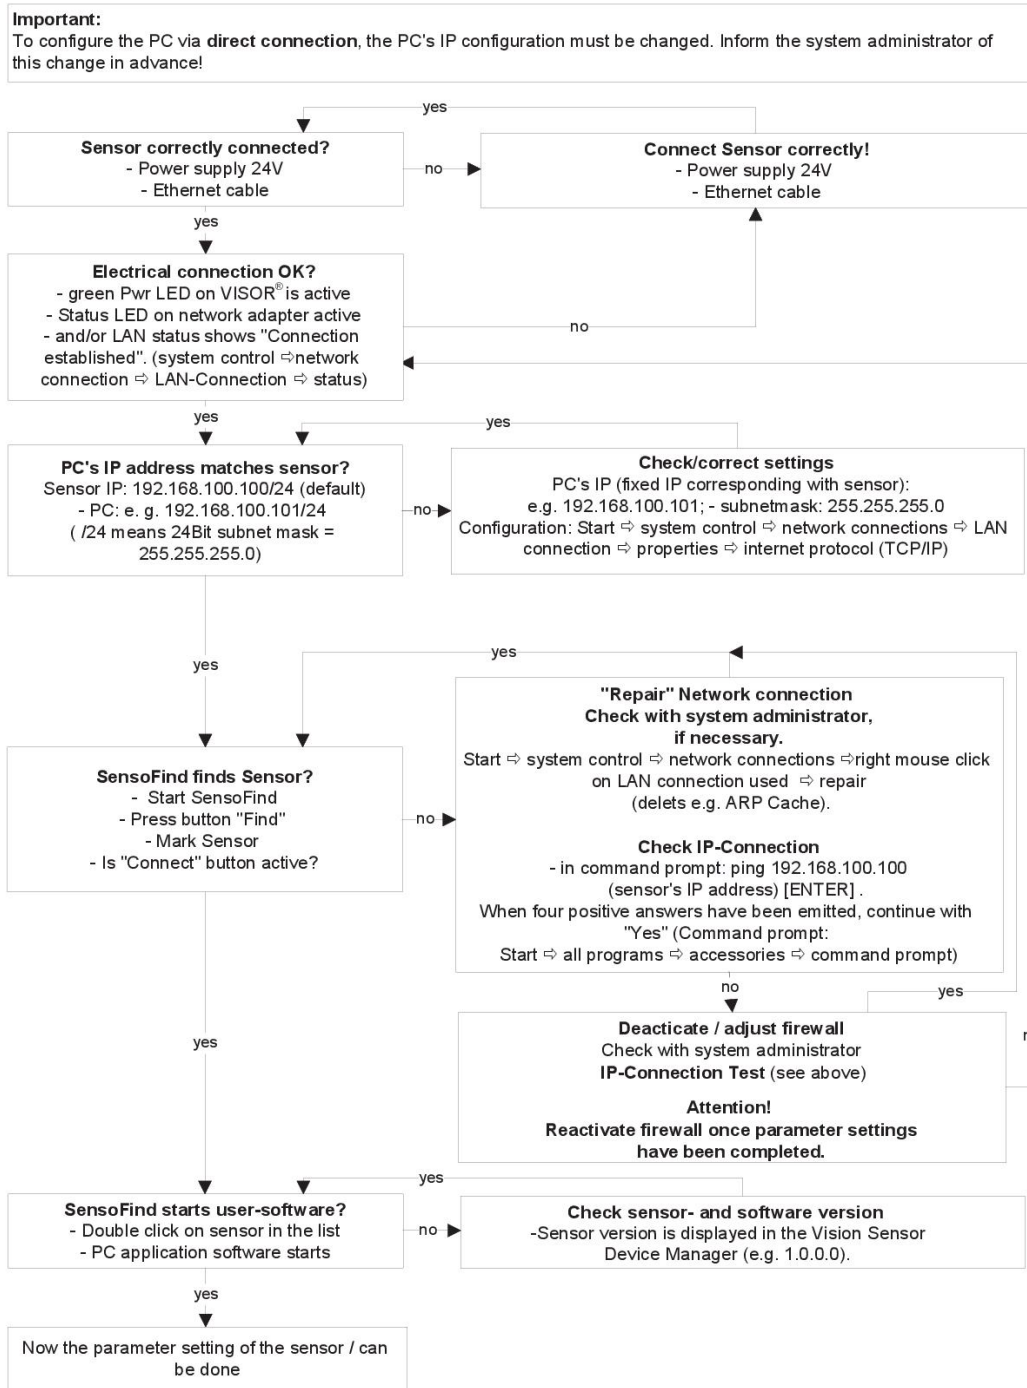 Important:
To configure the PC via direct connection, the PC's IP configuration must be changed. Inform the system administrator of
this change in advance!
yes
Sensor correctly connected?
- Power supply 24V
- Ethernet cable
no
Connect Sensor correctly!
- Power supply 24V
- Ethernet cable
yes
Electrical connection OK?
- green Pwr LED on VISOR® is active
- Status LED on network adapter active
- and/or LAN status shows "Connection
established". (system control ⇨network
connection ⇨ LAN-Connection ⇨ status)
no
yes
yes
PC's IP address matches sensor?
Sensor IP: 192.168.100.100/24 (default)
- PC: e. g. 192.168.100.101/24
( /24 means 24Bit subnet mask =
255.255.255.0)
no
Check/correct settings
PC's IP (fixed IP corresponding with sensor):
e.g. 192.168.100.101; - subnetmask: 255.255.255.0
Configuration: Start ⇨ system control ⇨ network connections ⇨ LAN
connection ⇨ properties ⇨ internet protocol (TCP/IP)
yes
yes
SensoFind finds Sensor?
- Start SensoFind
- Press button "Find"
- Mark Sensor
- Is "Connect" button active?
no
"Repair" Network connection
Check with system administrator,
if necessary.
Start ⇨ system control ⇨ network connections ⇨right mouse click
on LAN connection used ⇨ repair
(delets e.g. ARP Cache).
Check IP-Connection
- in command prompt: ping 192.168.100.100
(sensor's IP address) [ENTER] .
When four positive answers have been emitted, continue with
"Yes" (Command prompt:
Start ⇨ all programs ⇨ accessories ⇨ command prompt)
no
yes
yes
Deacticate / adjust firewall
Check with system administrator
IP-Connection Test (see above)
Attention!
Reactivate firewall once parameter settings
have been completed.
yes
SensoFind starts user-software?
- Double click on sensor in the list
- PC application software starts
no
Check sensor- and software version
-Sensor version is displayed in the Vision Sensor
Device Manager (e.g. 1.0.0.0).
yes
Now the parameter setting of the sensor / can
be done